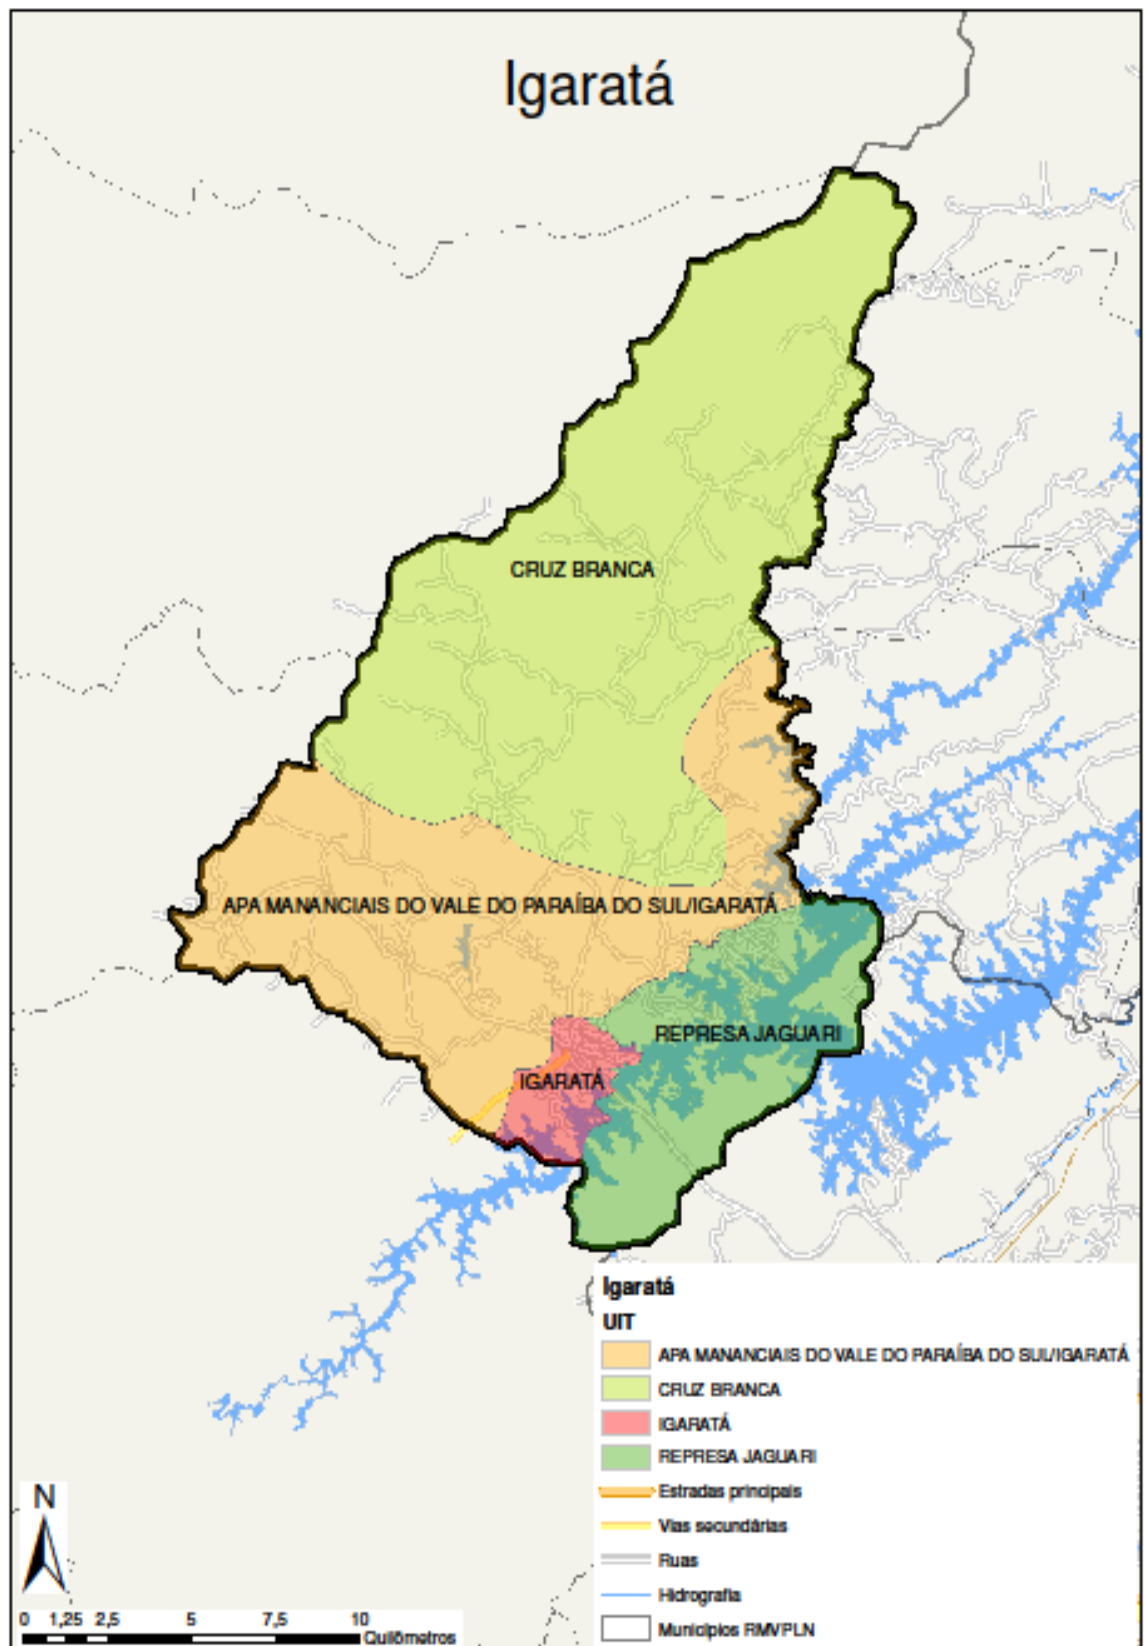 Igaratá
CRUZ BRANCA
APA MANANCIAIS DO VALE DO PARAÍBA DO SUL/IGARATÁ
REPRESA JAGUARI
IGARATÁ
Igaratá
UIT
APA MANANCIAIS DO VALE DO PARAÍBA DO SUL/IGARATÁ
CRUZ BRANCA
IGARATÁ
REPRESA JAGUARI
Estradas principais
Vias secundárias
Ruas
Hidrografia
Municípios RMVPLN
N
0 1,25 2,5 5 7,5 10
Quilômetros